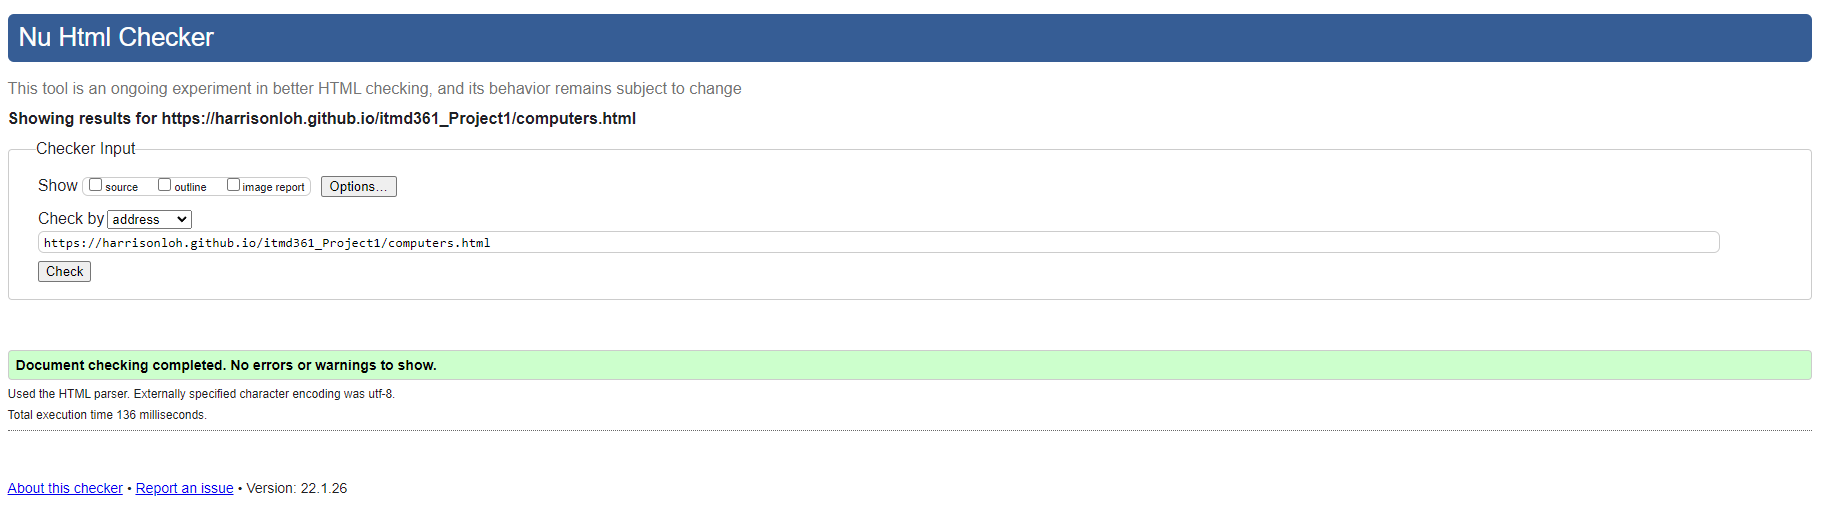 Nu Html Checker
This tool is an ongoing experiment in better HTML checking, and its behavior remains subject to change
Showing results for https://harrisonloh.github.io/itmd361_Project1/computers.html
Checker Input
Show source outline image report Options...
Check by address
https://harrisonloh.github.io/itmd361_Project1/computers.html
Check
Document checking completed. No errors or warnings to show.
Used the HTML parser. Externally specified character encoding was utf-8.
Total execution time 136 milliseconds.
About this checker • Report an issue • Version: 22.1.26